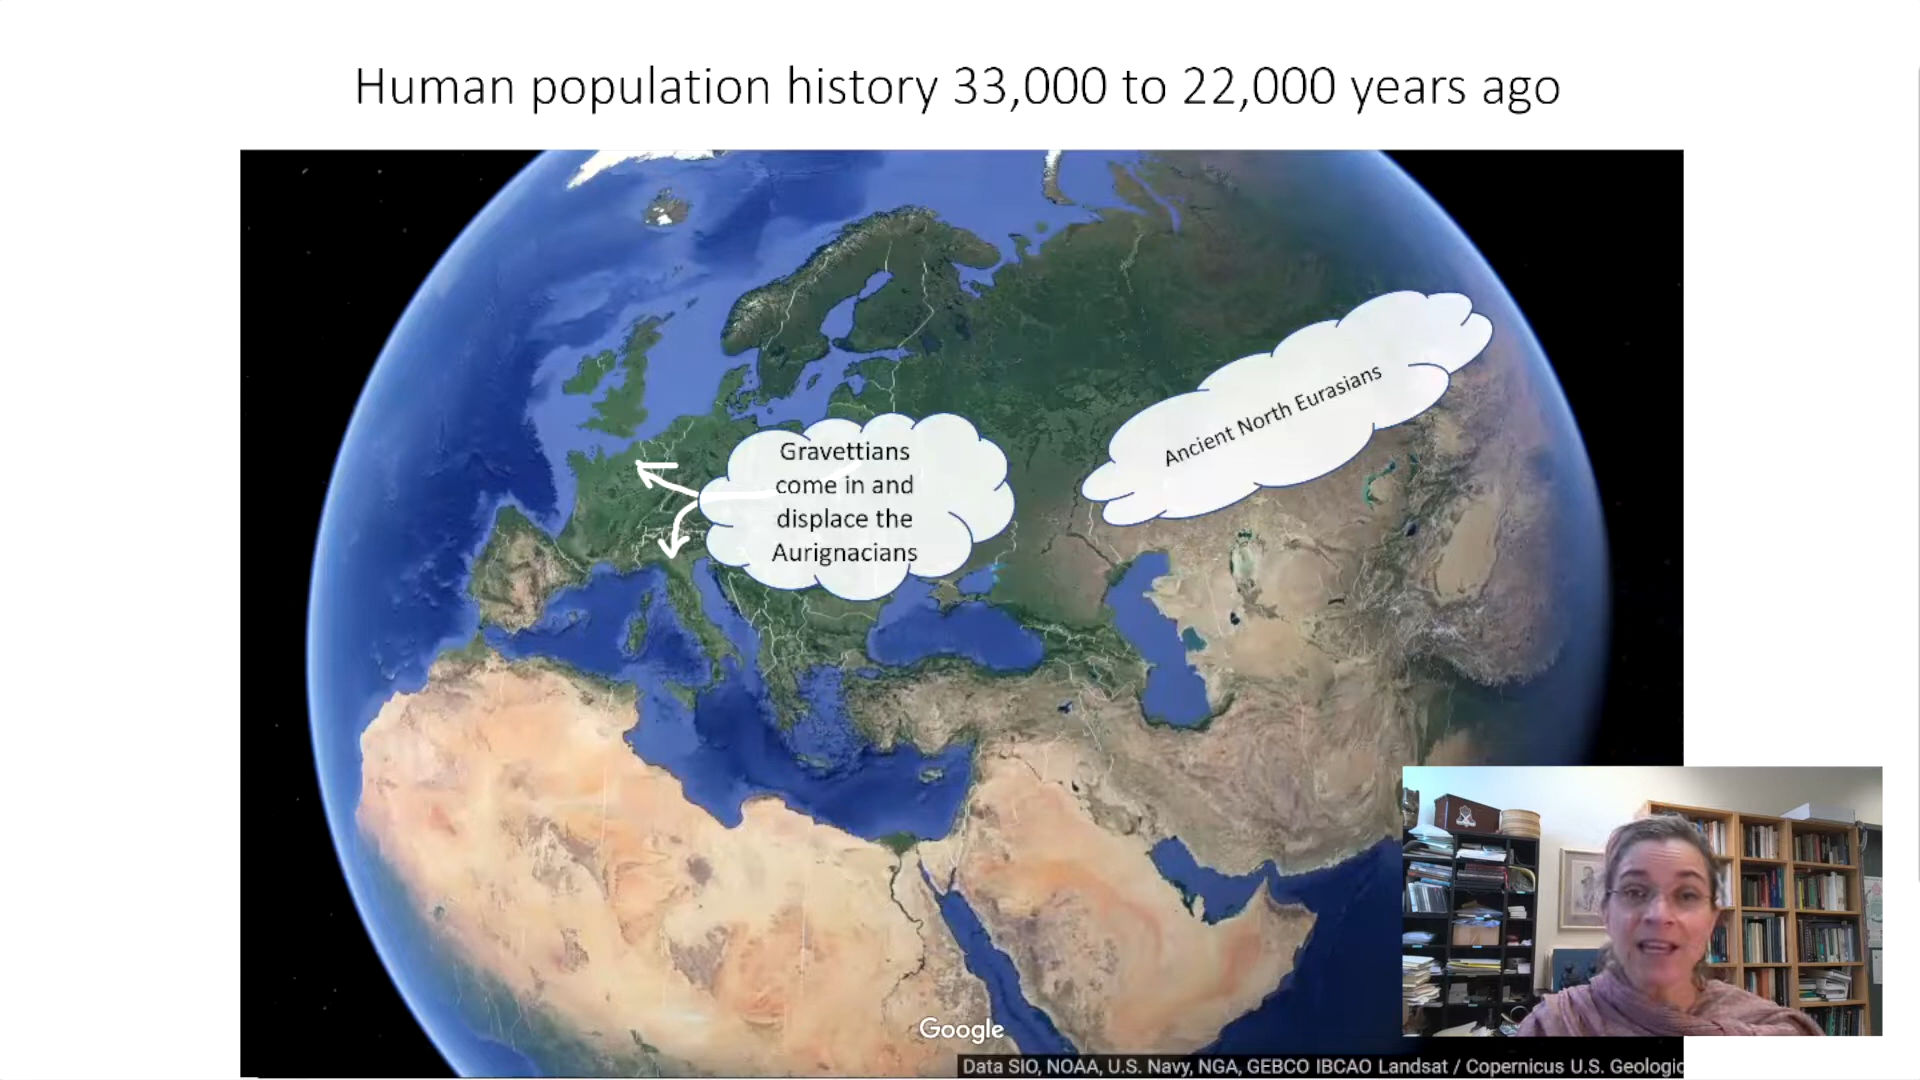 Human population history 33,000 to 22,000 years ago
Ancient North Eurasians
Gravettians
come in and
displace the
Aurignacians
Google
Data SIO, NOAA, U.S. Navy, NGA, GEBCO IBCAO Landsat / Copernicus U.S. Geologic